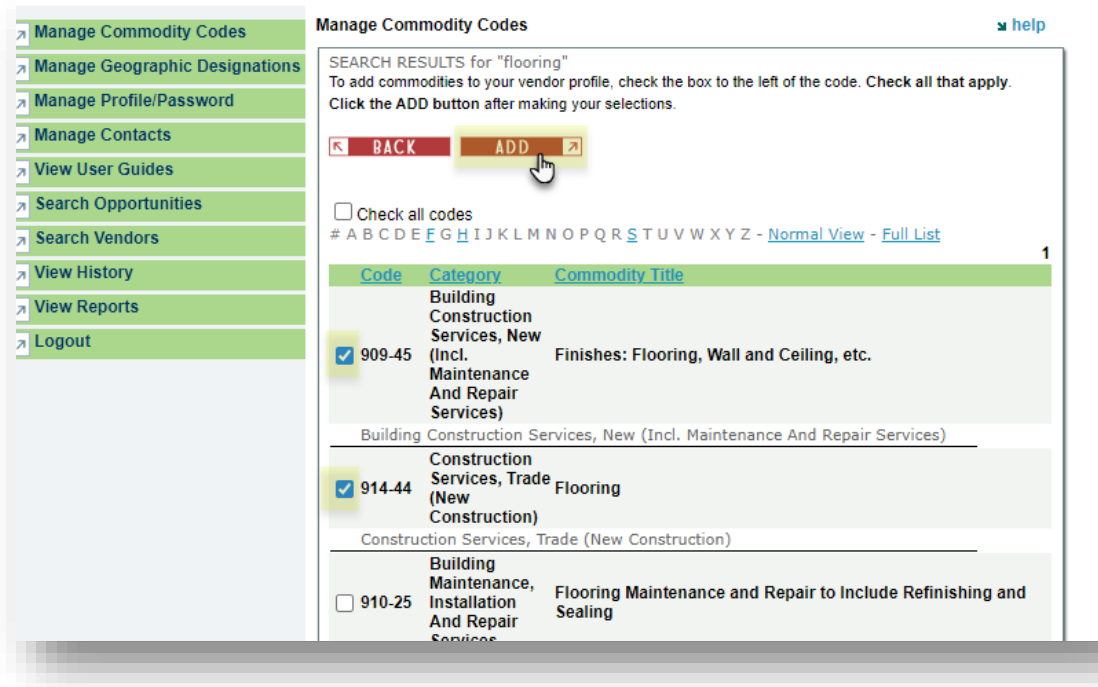 Manage Commodity Codes
Manage Geographic Designations
Manage Profile/Password
Manage Contacts
View User Guides
Search Opportunities
Search Vendors
View History
View Reports
Logout
Manage Commodity Codes
help
SEARCH RESULTS for "flooring"
To add commodities to your vendor profile, check the box to the left of the code. Check all that apply.
Click the ADD button after making your selections.
BACK ADD
Check all codes
# A B C D E F G H I J K L M N O P Q R S T U V W X Y Z - Normal View - Full List
1
Code Category Commodity Title
Building
Construction
Services, New
909-45 (Incl. Finishes: Flooring, Wall and Ceiling, etc.
Maintenance
And Repair
Services)
Building Construction Services, New (Incl. Maintenance And Repair Services)
Construction
Services, Trade
914-44 (New Flooring
Construction)
Construction Services, Trade (New Construction)
Building
Maintenance,
910-25 Installation Flooring Maintenance and Repair to Include Refinishing and
And Repair Sealing
Services